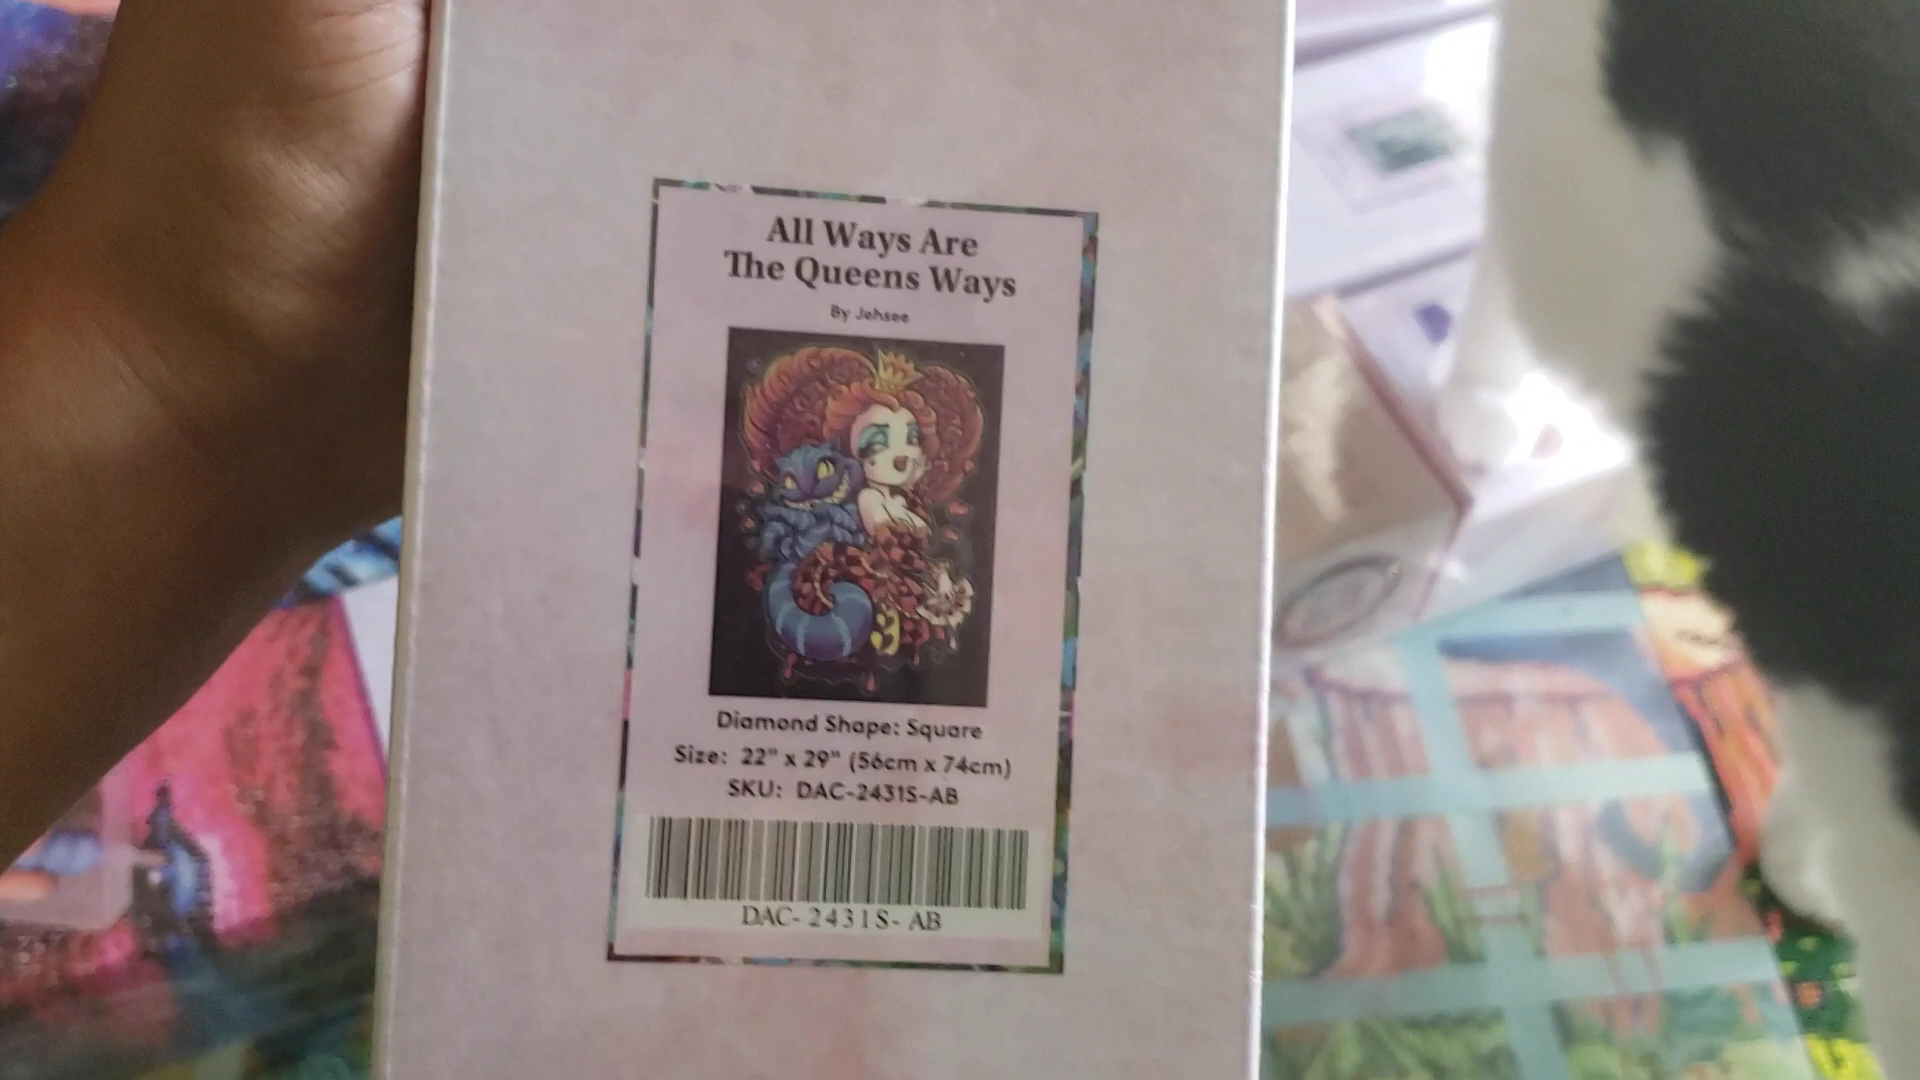 All Ways Are
The Queens Ways
By Jehsee
Diamond Shape: Square
Size: 22" x 29" (56cm x 74cm)
SKU: DAC-2431S-AB
DAC-2431S-AB